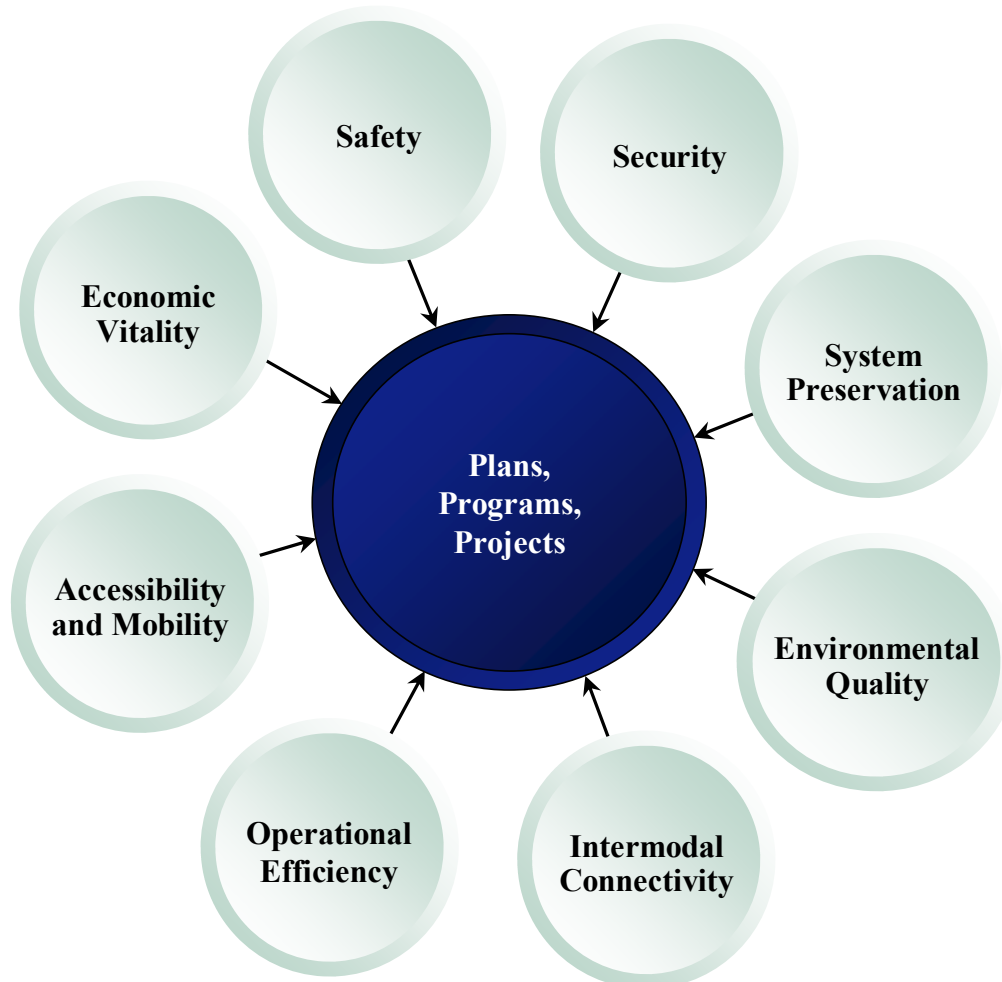 Safety
Security
Economic
Vitality
System
Preservation
Plans,
Programs,
Projects
Accessibility
and Mobility
Environmental
Quality
Operational
Efficiency
Intermodal
Connectivity